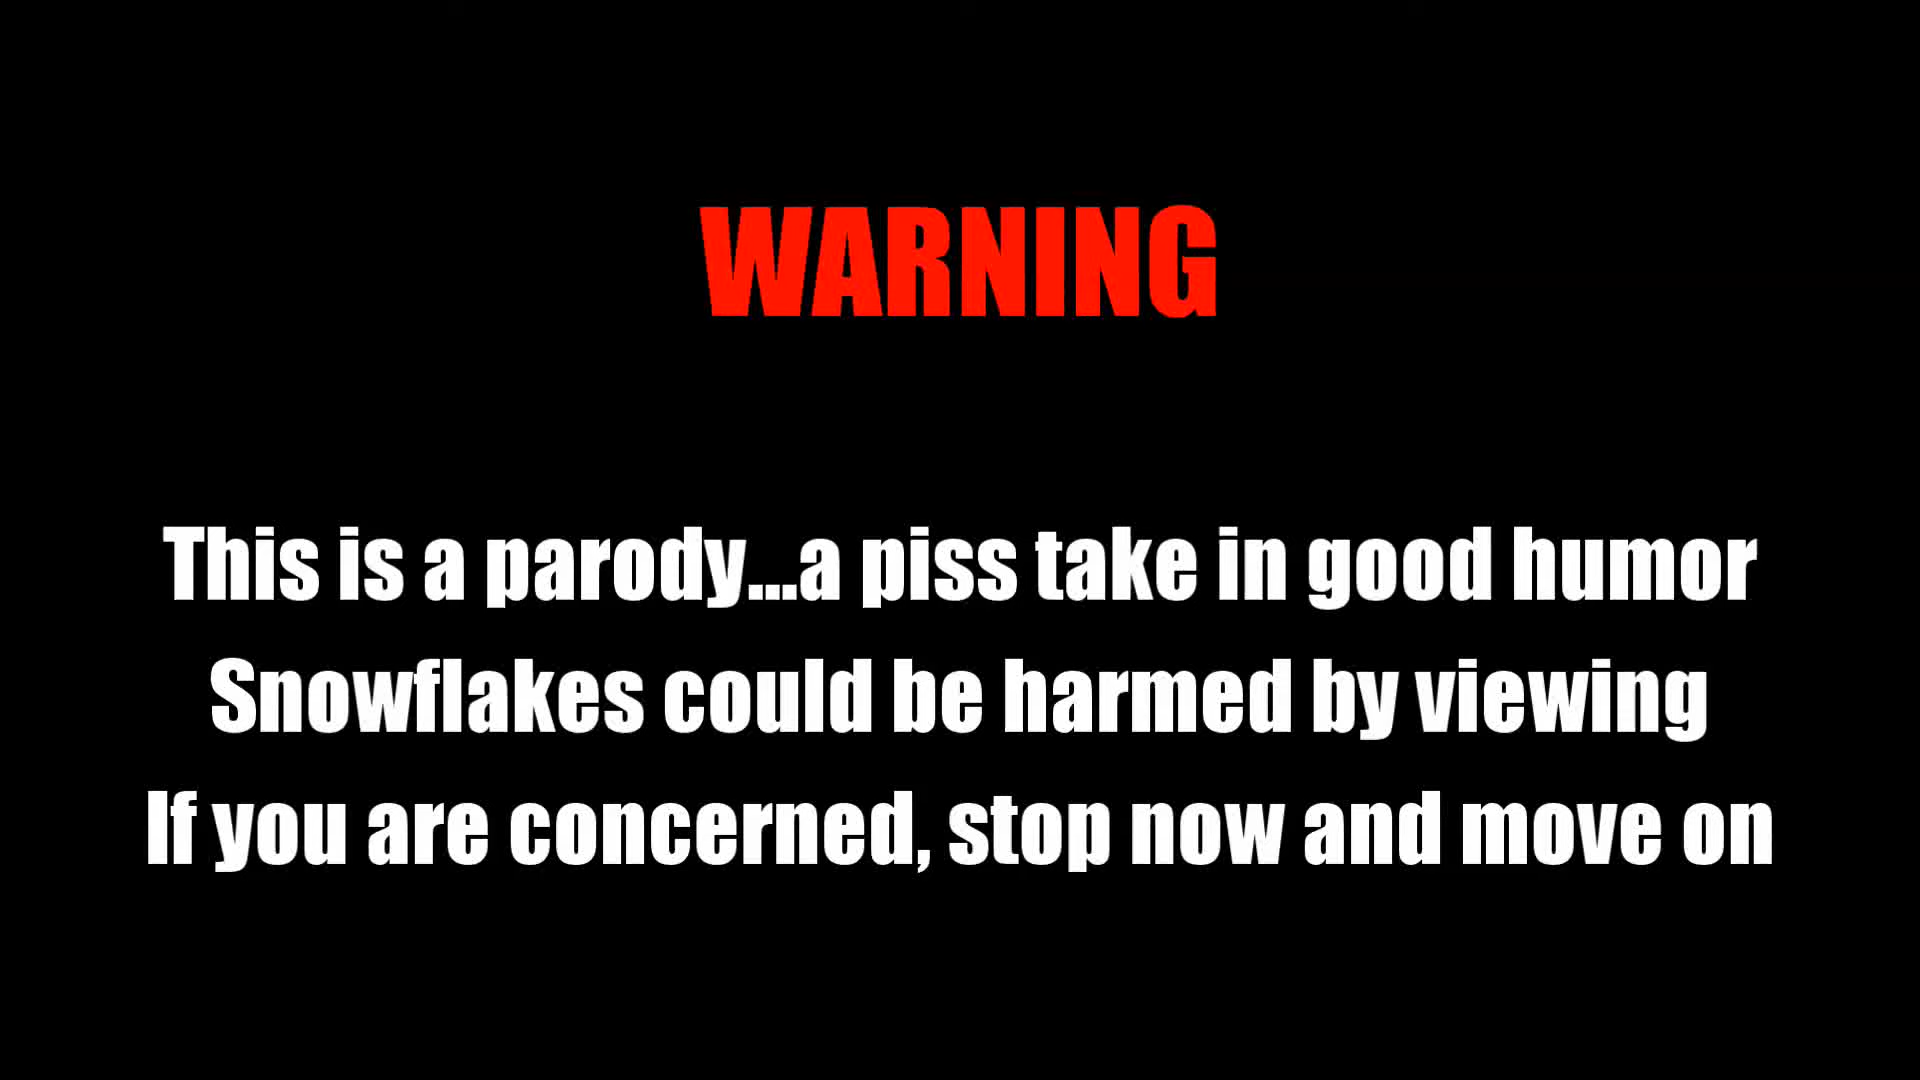 WARNING
This is a parody...a piss take in good humor
Snowflakes could be harmed by viewing
If you are concerned, stop now and move on